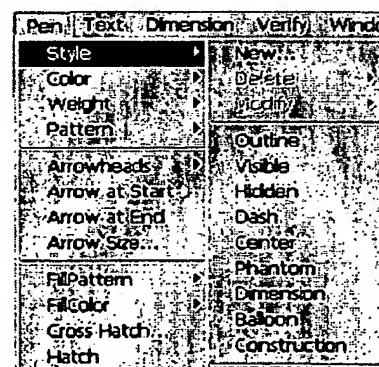 Pen Text Dimension Verify Windo
Style
Color
Weight
Pattern
Arrowheads
Arrow at Start
Arrow at End
Arrow Size...
FillPattern
FillColor
Cross Hatch...
Hatch
New...
Delete
Modify
Outline
Visible
Hidden
Dash
Center
Phantom
Dimension
Balloon
Construction